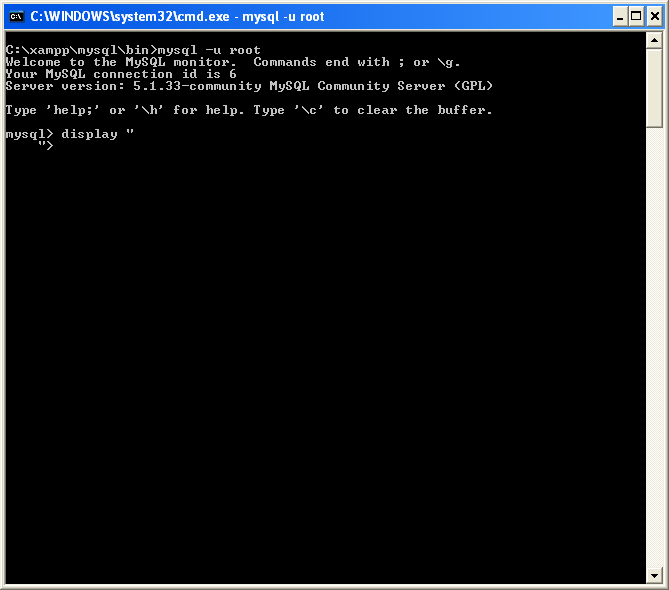 C:\WINDOWS\system32\cmd.exe - mysql -u root
C:\xampp\mysql\bin>mysql -u root
Welcome to the MySQL monitor.  Commands end with ; or \g.
Your MySQL connection id is 6
Server version: 5.1.33-community MySQL Community Server (GPL)
Type 'help;' or '\h' for help. Type '\c' to clear the buffer.
mysql> display "
    ">